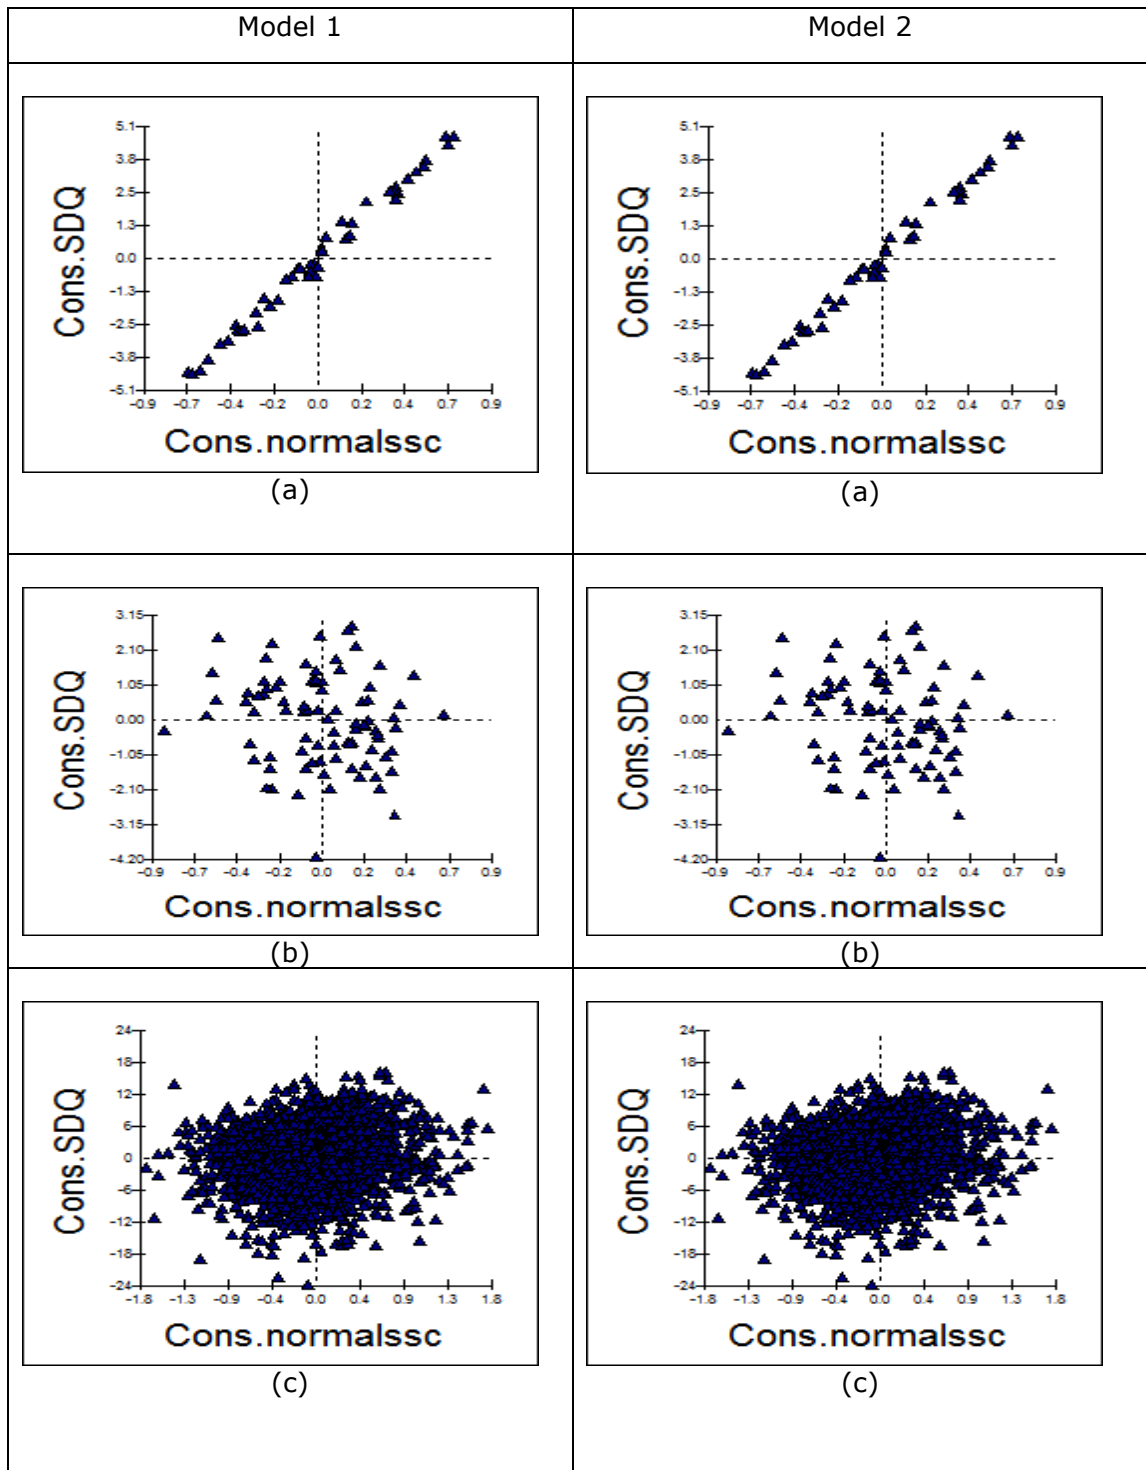 Model 1
Model 2
5.1
3.8
2.5
1.3
0.0
-1.3
-2.5
-3.8
-5.1
-0.9 -0.7 -0.4 -0.2 0.0 0.2 0.4 0.7 0.9
Cons.SDQ
Cons.normalssc
(a)
5.1
3.8
2.5
1.3
0.0
-1.3
-2.5
-3.8
-5.1
-0.9 -0.7 -0.4 -0.2 0.0 0.2 0.4 0.7 0.9
Cons.SDQ
Cons.normalssc
(a)
3.15
2.10
1.05
0.00
-1.05
-2.10
-3.15
-4.20
-0.9 -0.7 -0.4 -0.2 0.0 0.2 0.4 0.7 0.9
Cons.SDQ
Cons.normalssc
(b)
3.15
2.10
1.05
0.00
-1.05
-2.10
-3.15
-4.20
-0.9 -0.7 -0.4 -0.2 0.0 0.2 0.4 0.7 0.9
Cons.SDQ
Cons.normalssc
(b)
24
18
12
6
0
-6
-12
-18
-24
-1.8 -1.3 -0.9 -0.4 0.0 0.4 0.9 1.3 1.8
Cons.SDQ
Cons.normalssc
(c)
24
18
12
6
0
-6
-12
-18
-24
-1.8 -1.3 -0.9 -0.4 0.0 0.4 0.9 1.3 1.8
Cons.SDQ
Cons.normalssc
(c)